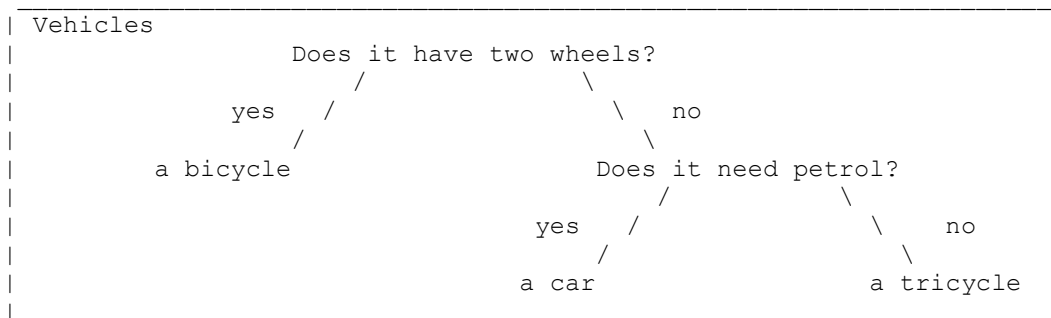 Vehicles
Does it have two wheels?
yes no
a bicycle Does it need petrol?
yes no
a car a tricycle